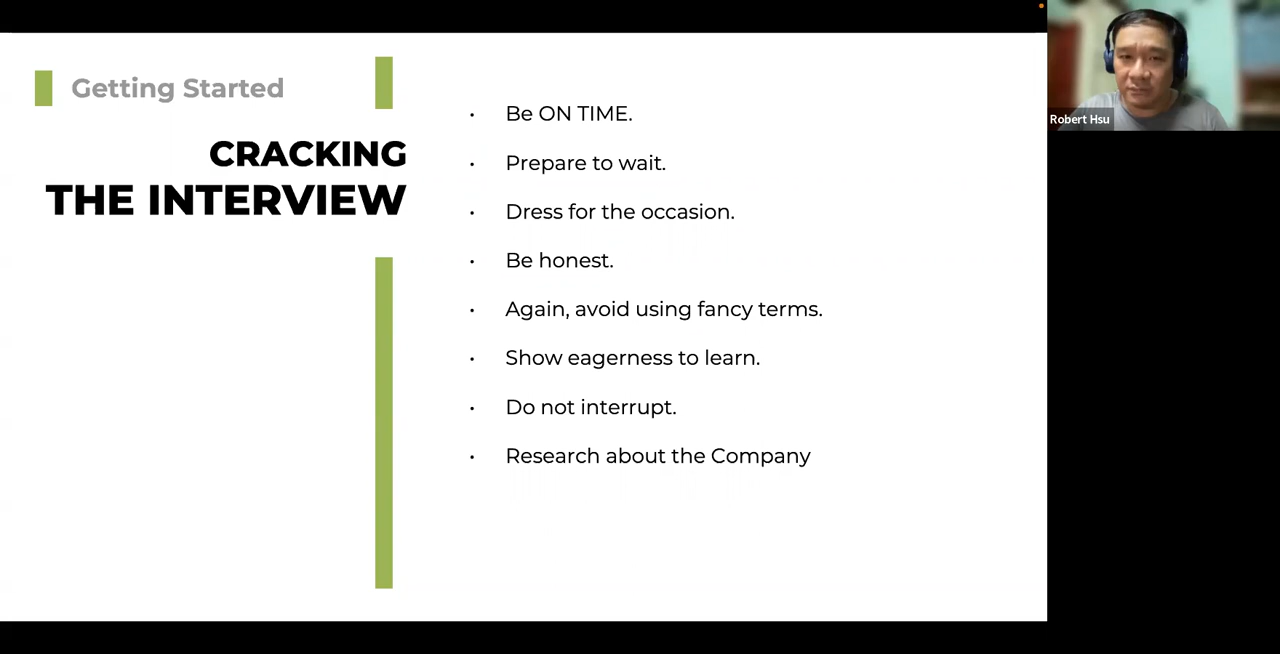 Getting Started
CRACKING
THE INTERVIEW
• Be ON TIME.
• Prepare to wait.
• Dress for the occasion.
• Be honest.
• Again, avoid using fancy terms.
• Show eagerness to learn.
• Do not interrupt.
• Research about the Company
Robert Hsu